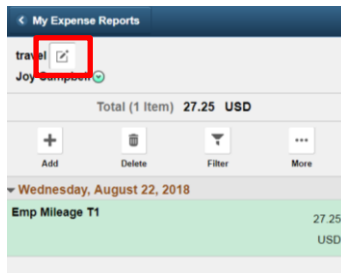 My Expense Reports
travel
Joy Campbell
Total (1 Item) 27.25 USD
Add Delete Filter More
Wednesday, August 22, 2018
Emp Mileage T1
27.25
USD